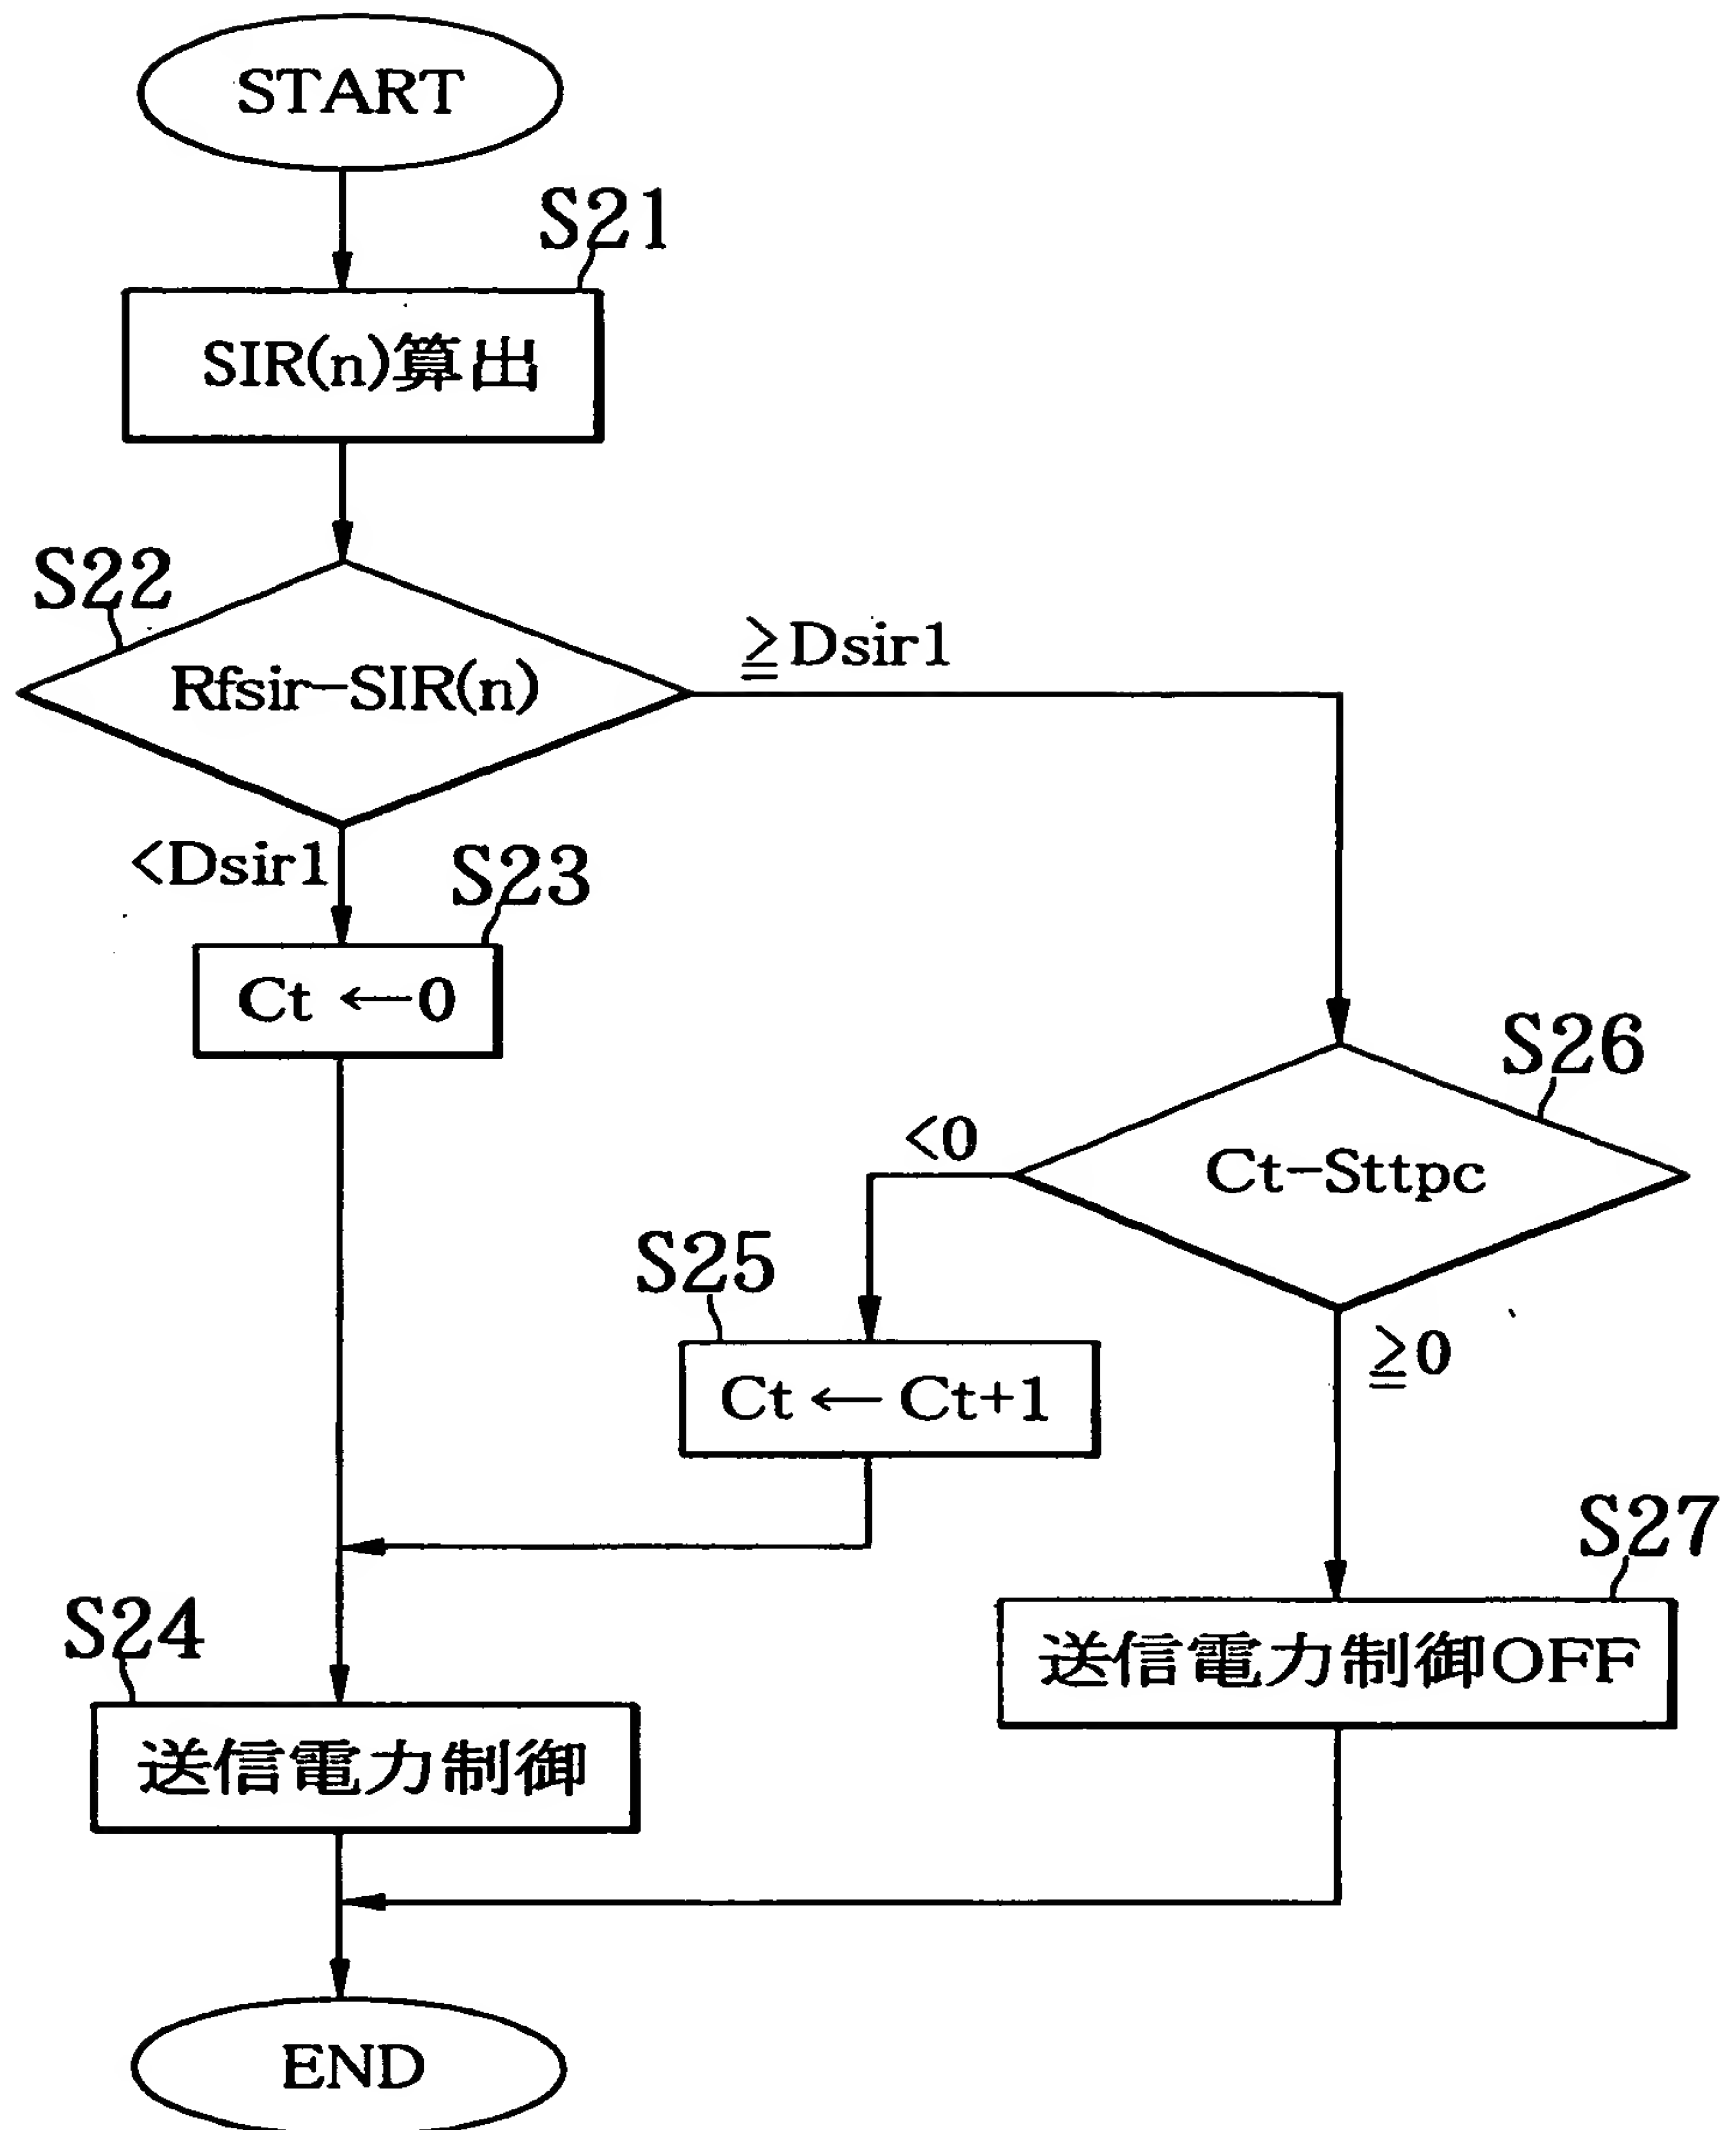 START
S21
SIR(n)算出
S22
Rfsir-SIR(n)
≧Dsir1
<Dsir1
S23
Ct ←0
S26
Ct-Sttpc
<0
S25
Ct ← Ct+1
≧0
S27
送信電力制御OFF
S24
送信電力制御
END